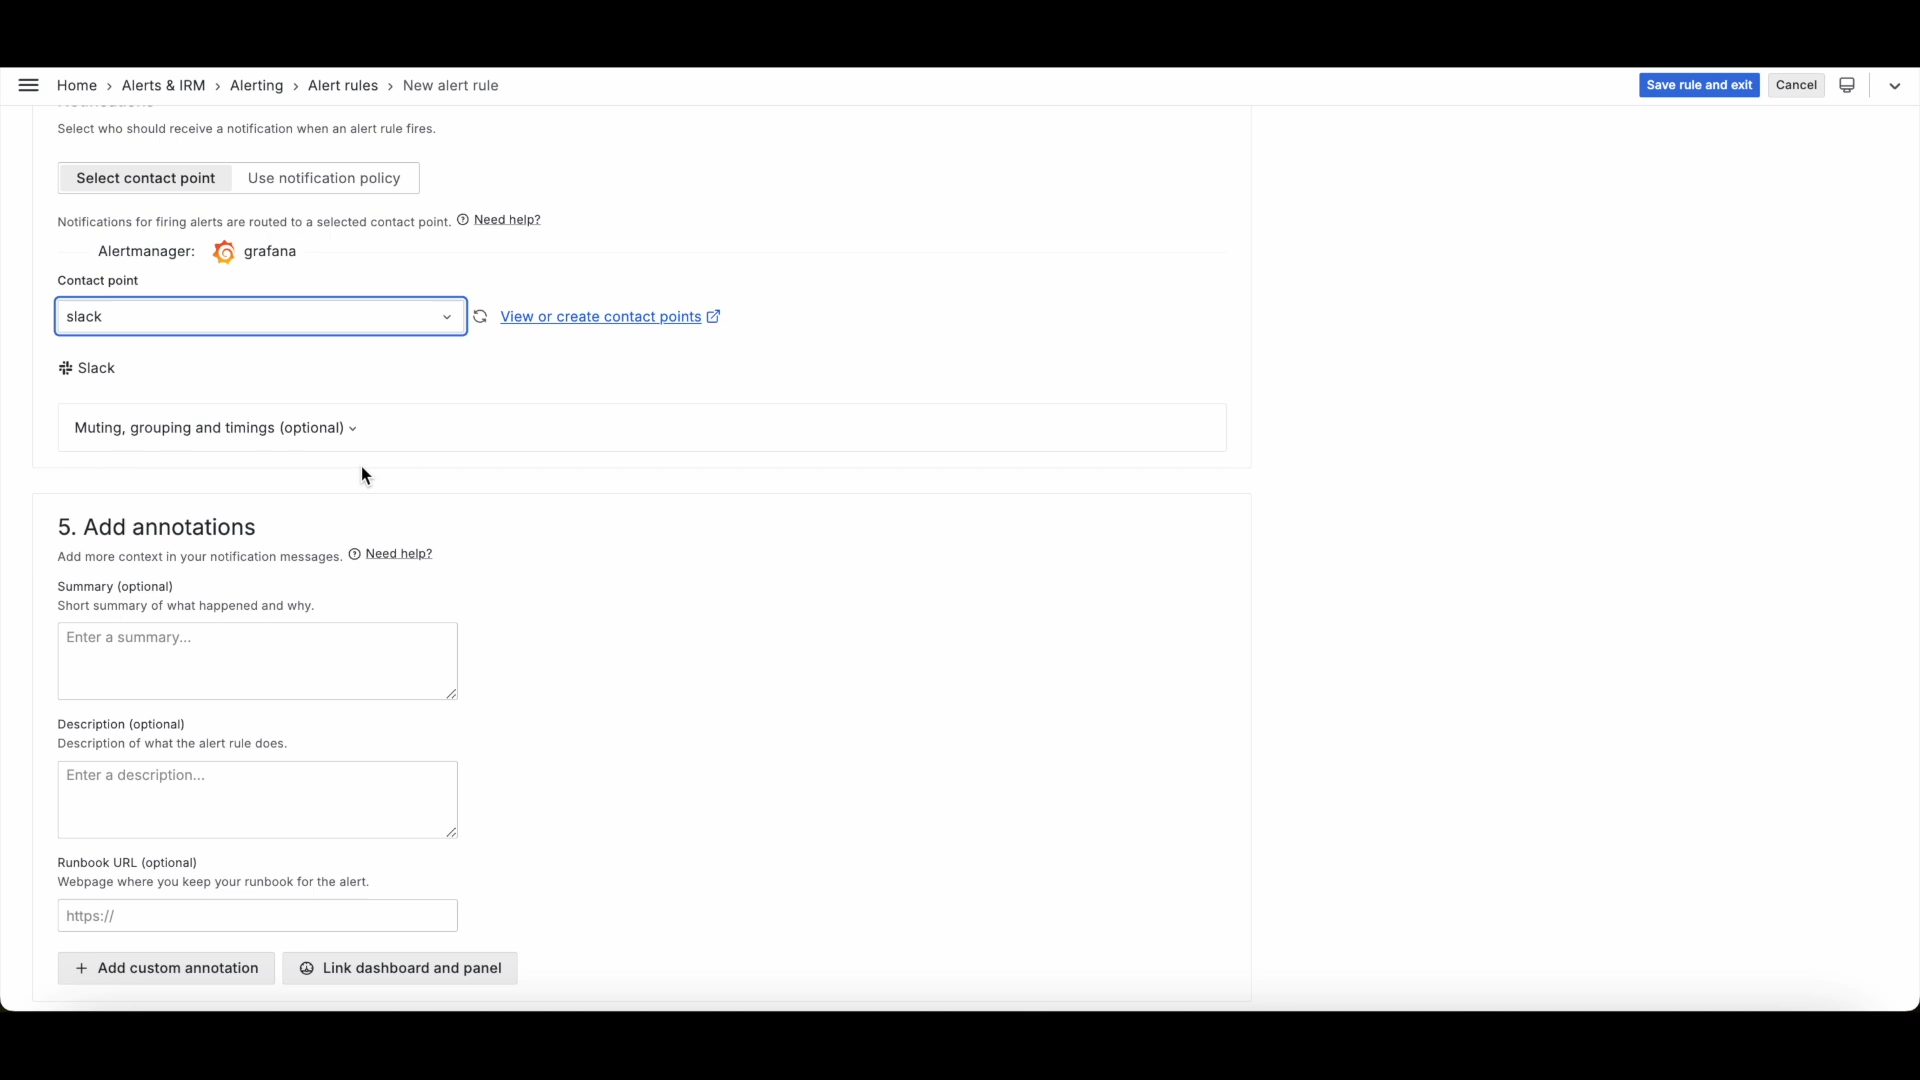 Home › Alerts & IRM › Alerting › Alert rules › New alert rule
Save rule and exit
Cancel
Notifications
Select who should receive a notification when an alert rule fires.
Select contact point
Use notification policy
Notifications for firing alerts are routed to a selected contact point.
Need help?
Alertmanager:
grafana
Contact point
slack
View or create contact points
Slack
Muting, grouping and timings (optional)
5. Add annotations
Add more context in your notification messages.
Need help?
Summary (optional)
Short summary of what happened and why.
Enter a summary...
Description (optional)
Description of what the alert rule does.
Enter a description...
Runbook URL (optional)
Webpage where you keep your runbook for the alert.
https://
Add custom annotation
Link dashboard and panel